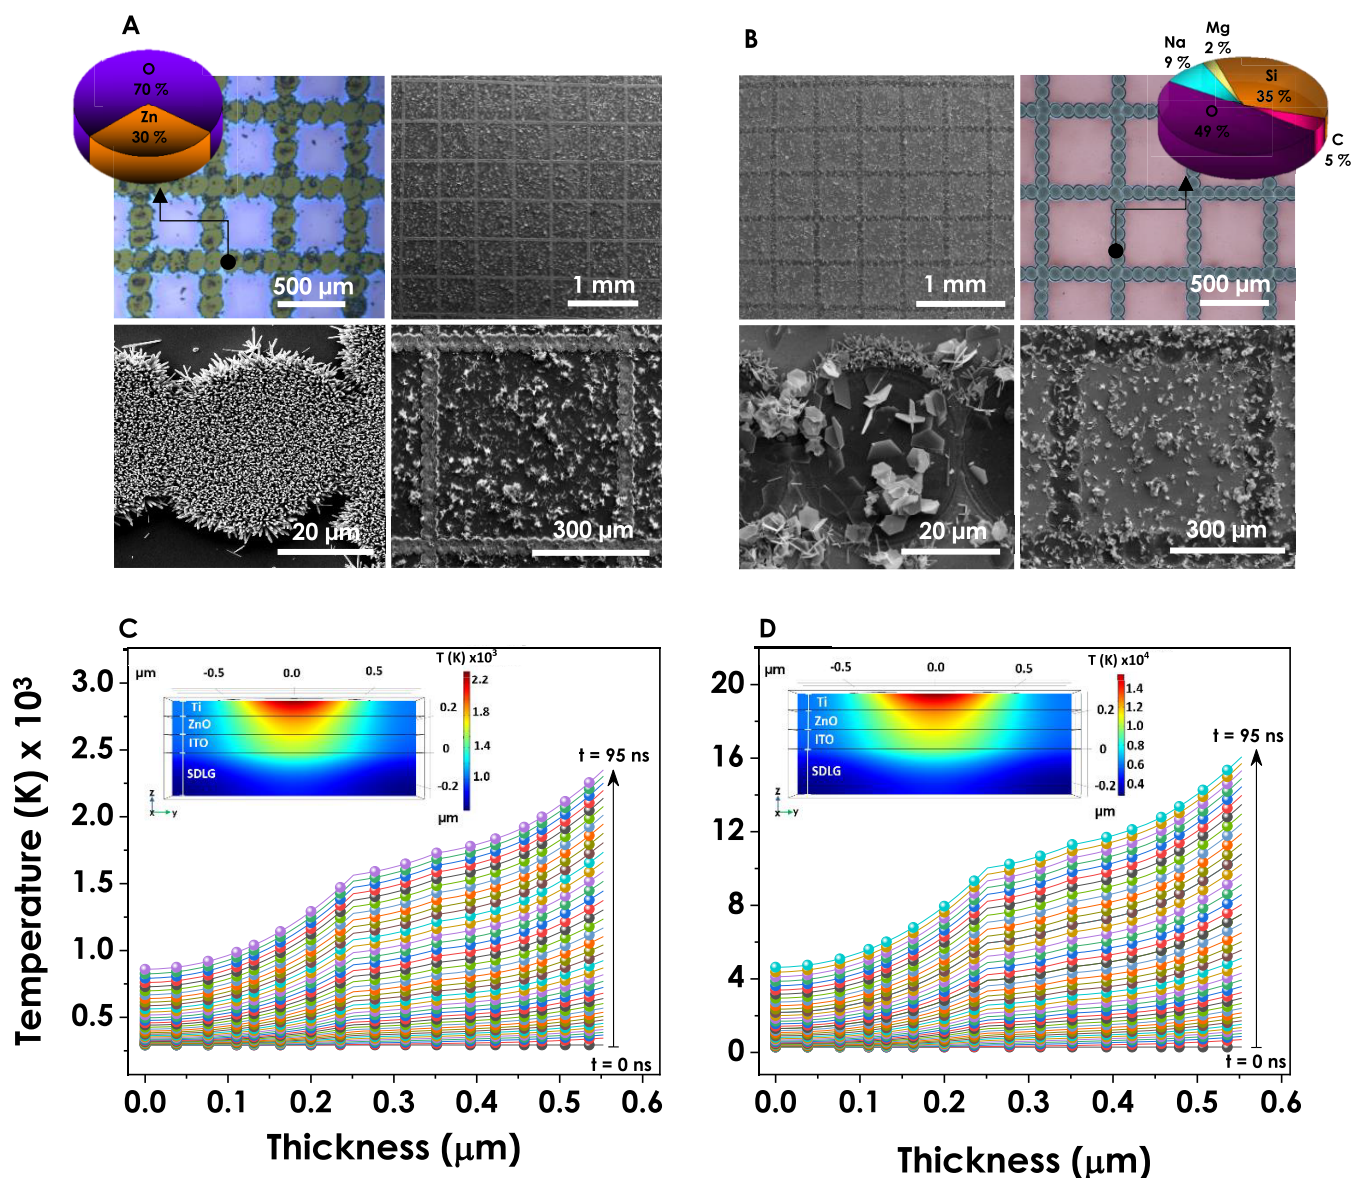 A
O
70 %
Zn
30 %
500 µm
1 mm
20 µm
300 µm
B
Na
9 %
Mg
2 %
Si
35 %
O
49 %
C
5 %
1 mm
500 µm
20 µm
300 µm
C
Temperature (K) x 10³
3.0
2.5
2.0
1.5
1.0
0.5
0.0 0.1 0.2 0.3 0.4 0.5 0.6
Thickness (µm)
µm -0.5 0.0 0.5
T (K) x10³
2.2
1.8
1.4
1.0
0.2
0
-0.2
µm
Ti
ZnO
ITO
SDLG
z
x y
t = 95 ns
t = 0 ns
D
20
16
12
8
4
0
0.0 0.1 0.2 0.3 0.4 0.5 0.6
Thickness (µm)
µm -0.5 0.0 0.5
T (K) x10⁴
1.4
1.2
1.0
0.8
0.6
0.4
0.2
0
-0.2
µm
Ti
ZnO
ITO
SDLG
z
x y
t = 95 ns
t = 0 ns